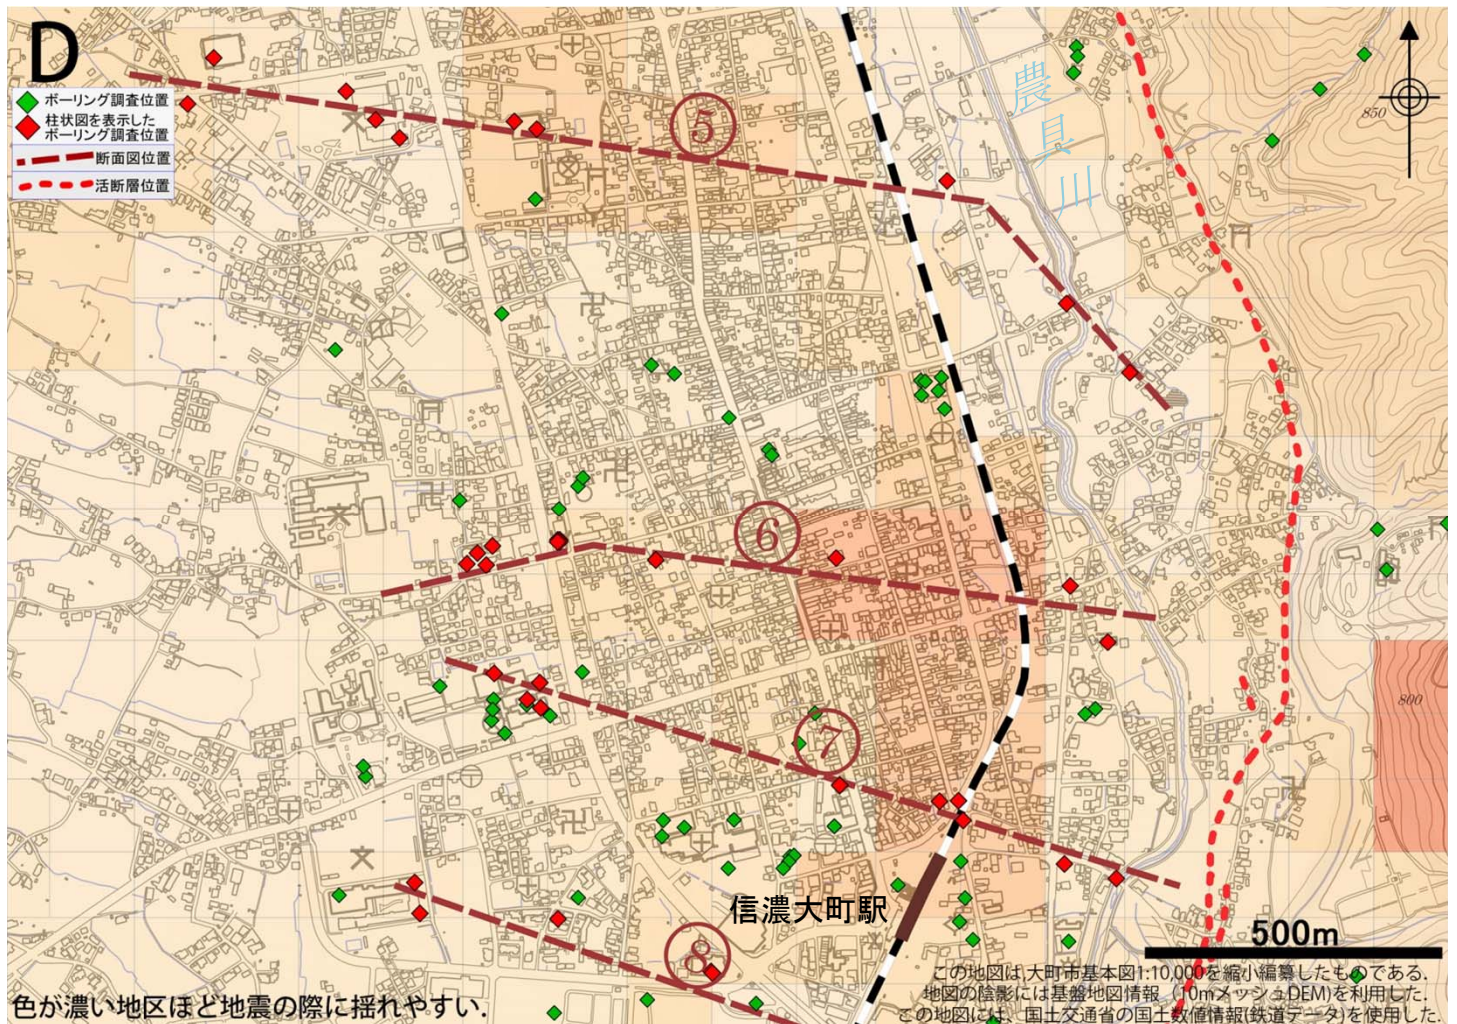 D
ボーリング調査位置
柱状図を表示した
ボーリング調査位置
断面図位置
活断層位置
農具川
850
5
6
7
800
信濃大町駅
8
500m
この地図は,大町市基本図1:10,000を縮小編纂したものである.
地図の陰影には基盤地図情報(10mメッシュDEM)を利用した.
この地図には、国土交通省の国土数値情報(鉄道データ)を使用した.
色が濃い地区ほど地震の際に揺れやすい.